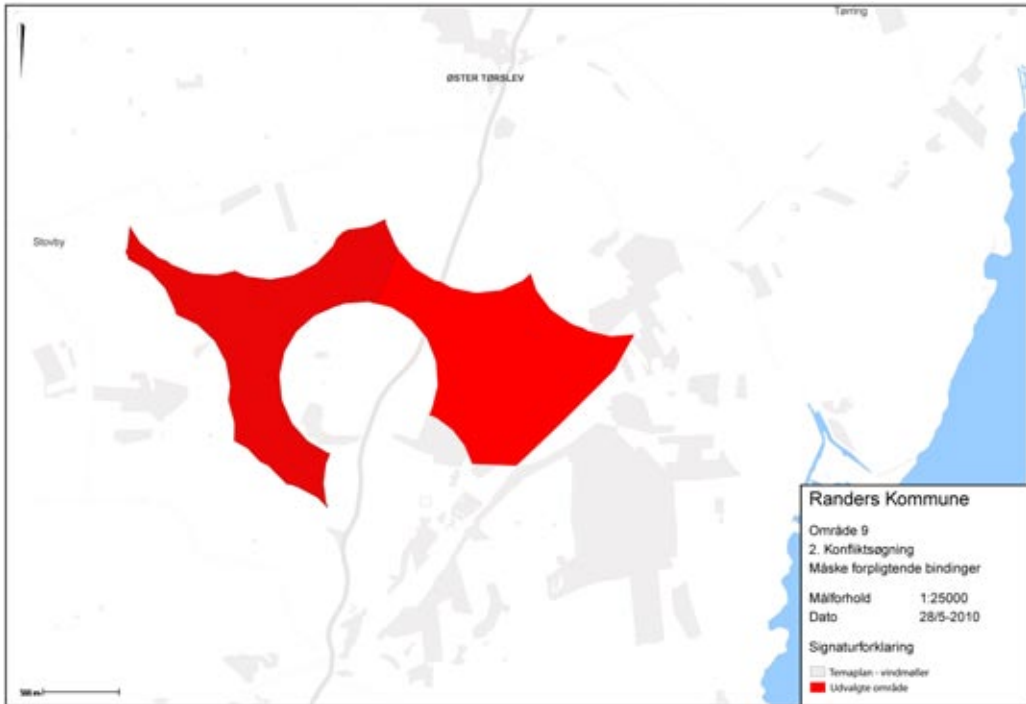 Tørring
ØSTER TØRSLEV
Stovby
Randers Kommune
Område 9
2. Konfliktsøgning
Måske forpligtende bindinger
Målforhold 1:25000
Dato 28/5-2010
Signaturforklaring
Temaplan - vindmøller
Udvalgte område
500 m